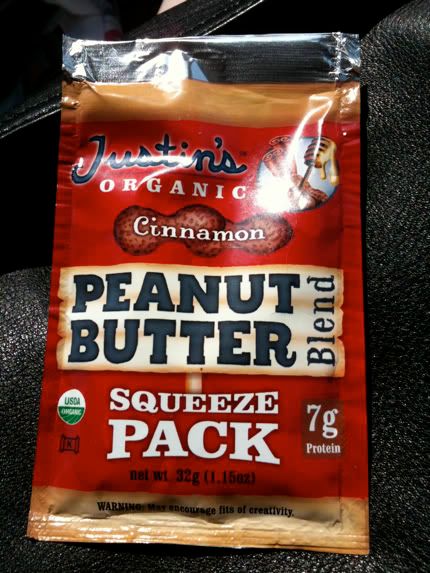 Justin's
ORGANIC
Cinnamon
PEANUT
BUTTER
Blend
SQUEEZE
PACK
USDA
ORGANIC
7g
Protein
net wt. 32g (1.15oz)
WARNING: May encourage fits of creativity.